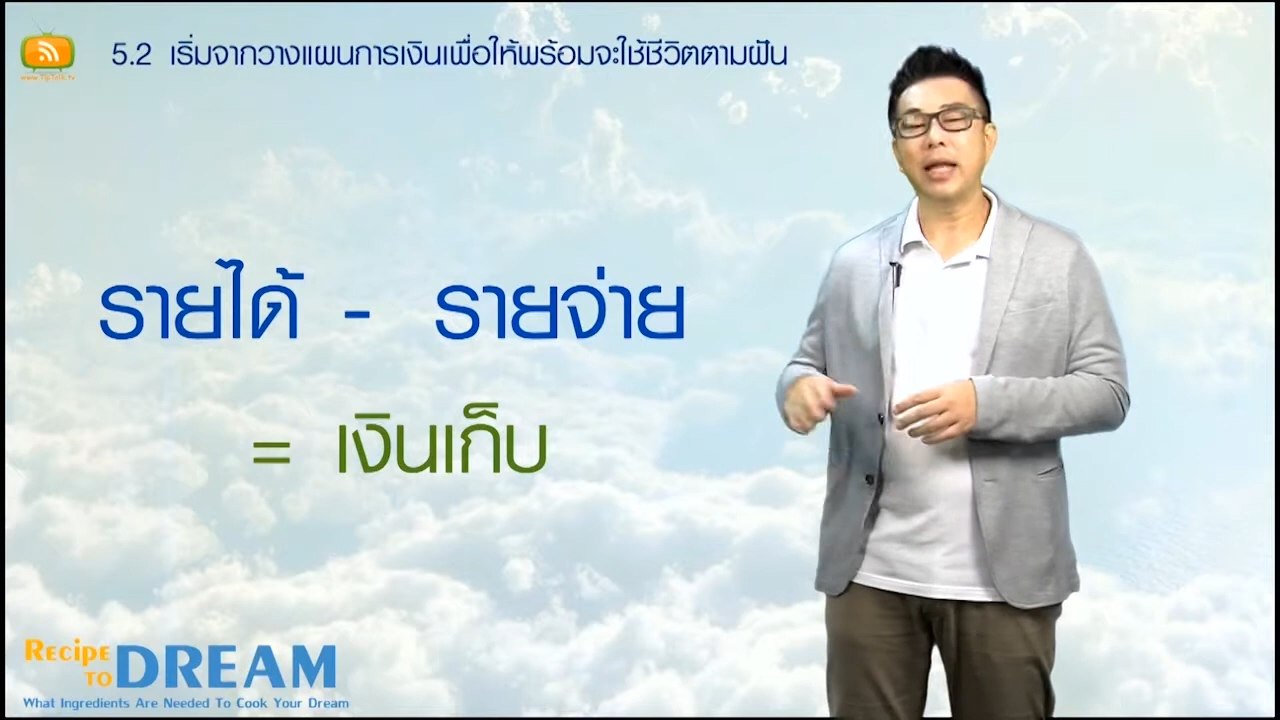 5.2 เริ่มจากวางแผนการเงินเพื่อให้พร้อมจะใช้ชีวิตตามฝัน
รายได้ - รายจ่าย
= เงินเก็บ
RECIPE
TO DREAM
What Ingredients Are Needed To Cook Your Dream